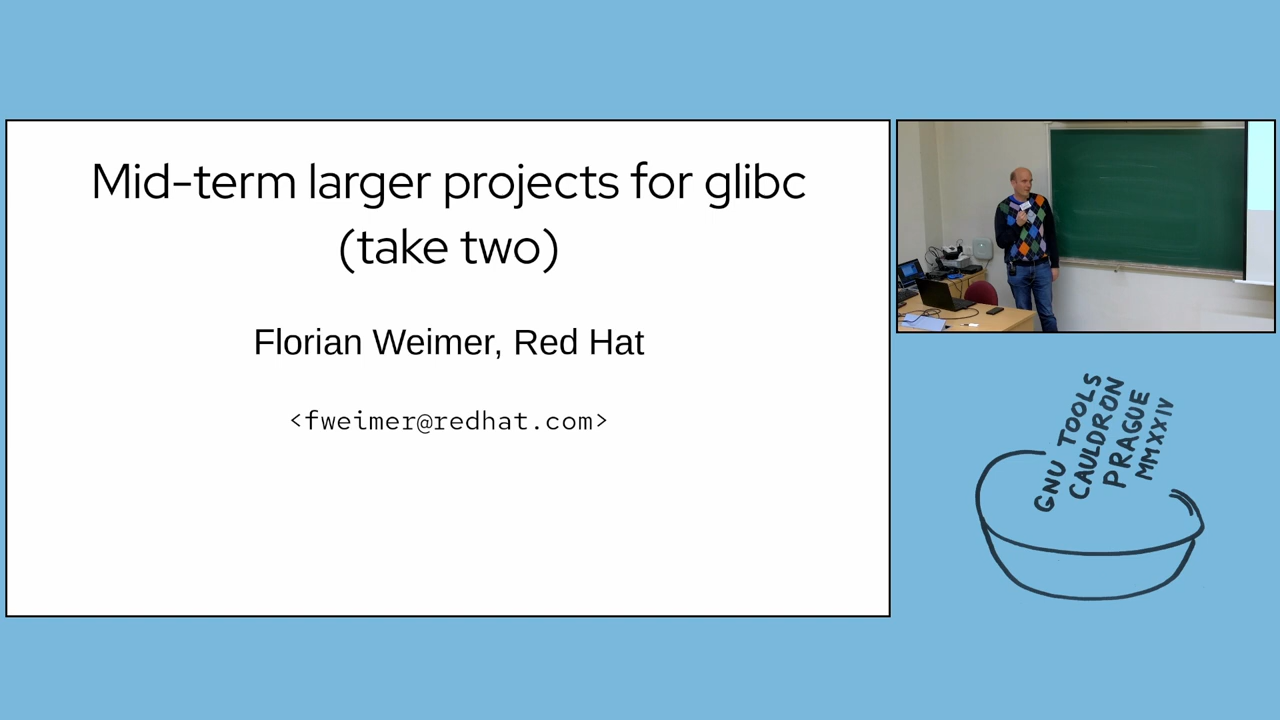 Mid-term larger projects for glibc
(take two)
Florian Weimer, Red Hat
<fweimer@redhat.com>
GNU TOOLS
CAULDRON
PRAGUE
MMXXIV